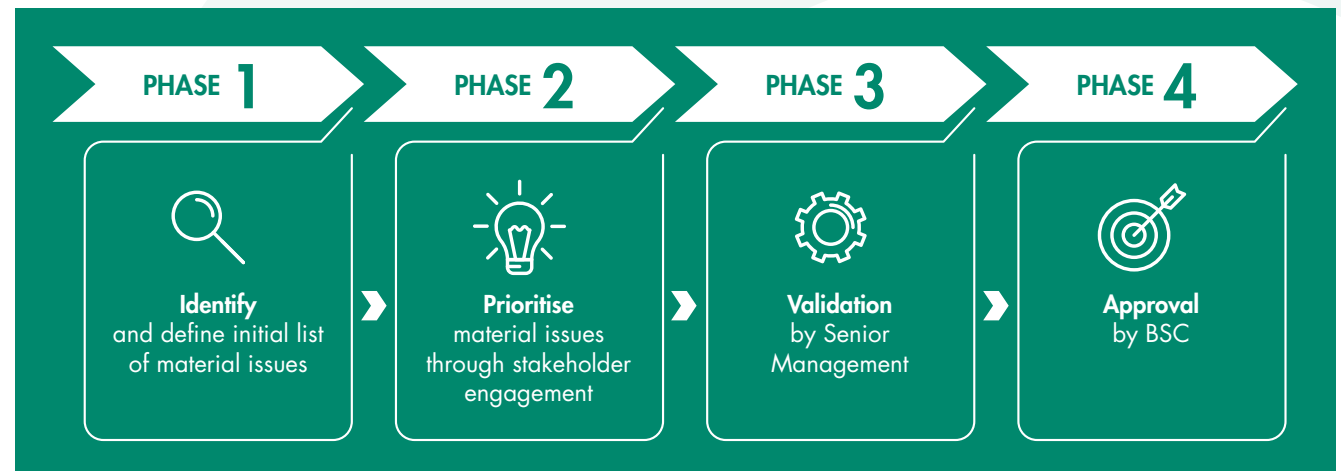 PHASE 1
PHASE 2
PHASE 3
PHASE 4
Identify
and define initial list
of material issues
Prioritise
material issues
through stakeholder
engagement
Validation
by Senior
Management
Approval
by BSC